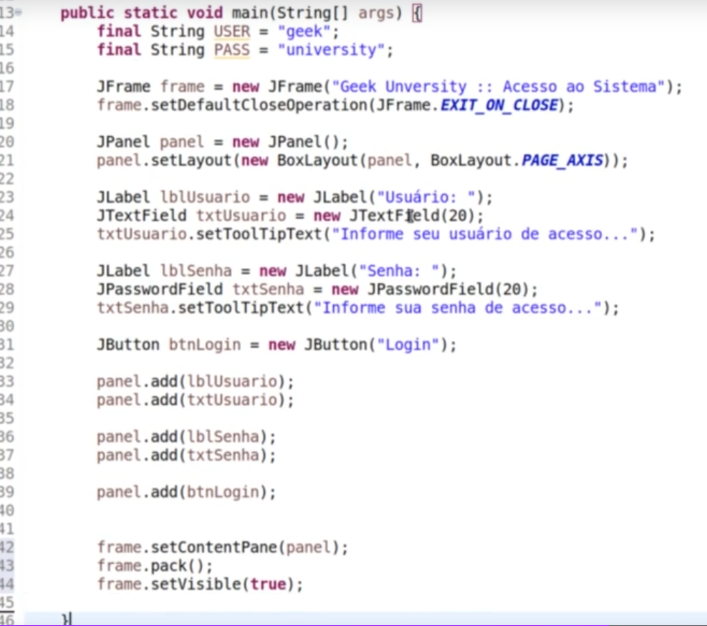 13 public static void main(String[] args) {
14 final String USER = "geek";
15 final String PASS = "university";
16
17 JFrame frame = new JFrame("Geek Unversity :: Acesso ao Sistema");
18 frame.setDefaultCloseOperation(JFrame.EXIT_ON_CLOSE);
19
20 JPanel panel = new JPanel();
21 panel.setLayout(new BoxLayout(panel, BoxLayout.PAGE_AXIS));
22
23 JLabel lblUsuario = new JLabel("Usuário: ");
24 JTextField txtUsuario = new JTextField(20);
25 txtUsuario.setToolTipText("Informe seu usuário de acesso...");
26
27 JLabel lblSenha = new JLabel("Senha: ");
28 JPasswordField txtSenha = new JPasswordField(20);
29 txtSenha.setToolTipText("Informe sua senha de acesso...");
30
31 JButton btnLogin = new JButton("Login");
32
33 panel.add(lblUsuario);
34 panel.add(txtUsuario);
35
36 panel.add(lblSenha);
37 panel.add(txtSenha);
38
39 panel.add(btnLogin);
40
41
42 frame.setContentPane(panel);
43 frame.pack();
44 frame.setVisible(true);
45
46 }